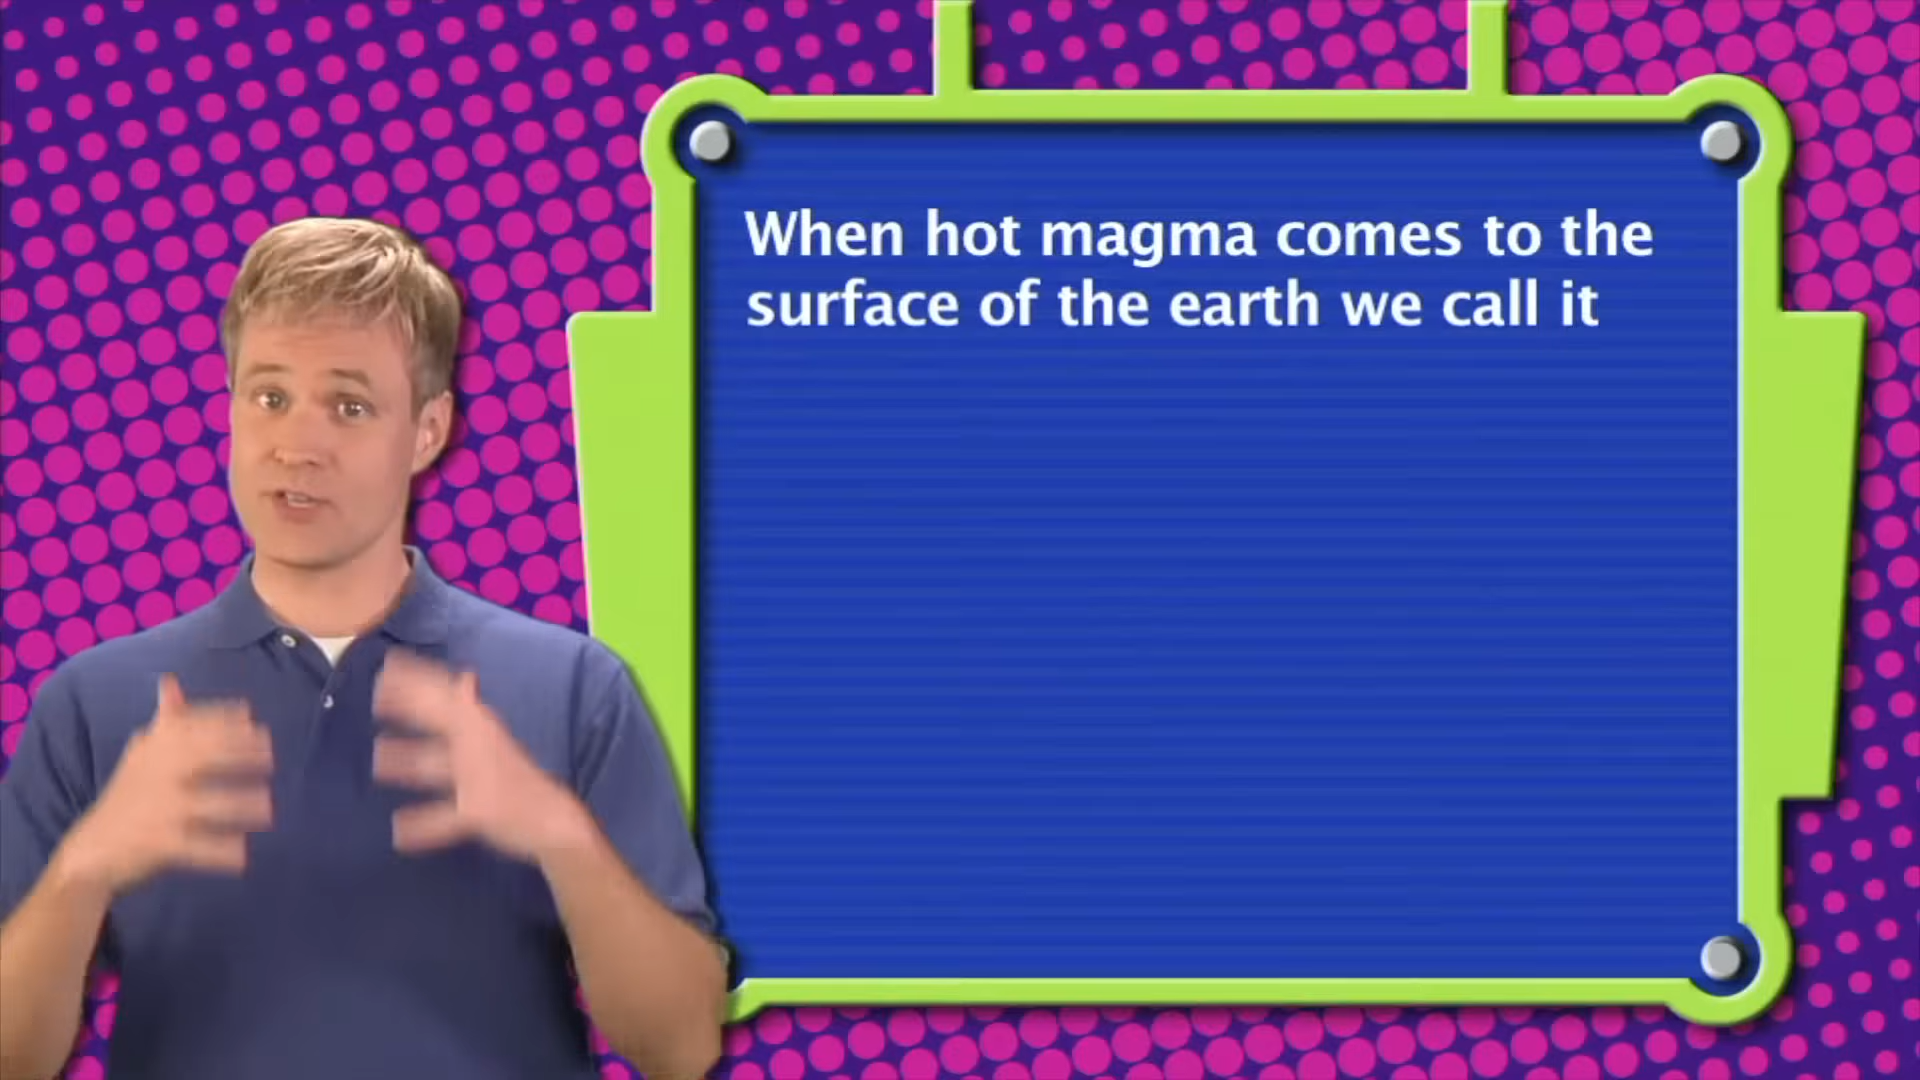 When hot magma comes to the
surface of the earth we call it